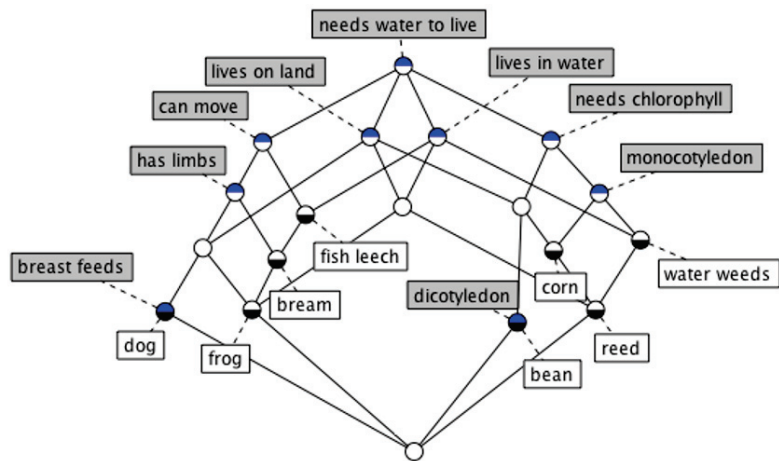 needs water to live
lives on land
lives in water
can move
needs chlorophyll
has limbs
monocotyledon
fish leech
breast feeds
water weeds
corn
bream
dicotyledon
dog
frog
reed
bean